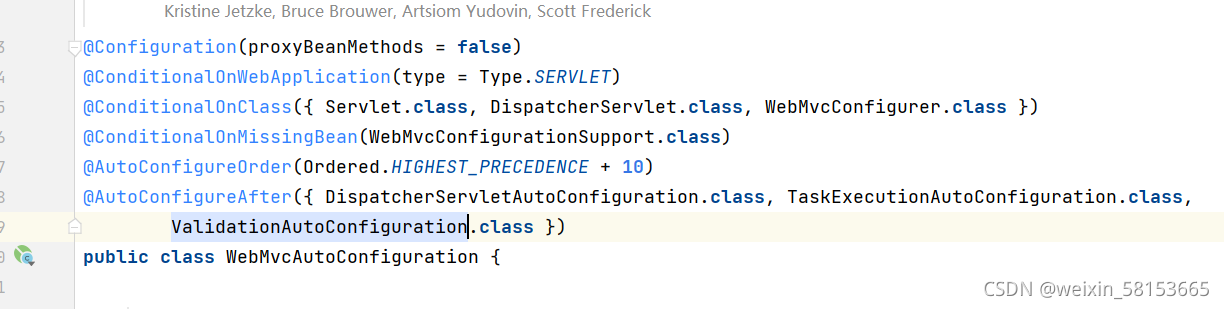 Kristine Jetzke, Bruce Brouwer, Artsiom Yudovin, Scott Frederick
3 @Configuration(proxyBeanMethods = false)
4 @ConditionalOnWebApplication(type = Type.SERVLET)
5 @ConditionalOnClass({ Servlet.class, DispatcherServlet.class, WebMvcConfigurer.class })
6 @ConditionalOnMissingBean(WebMvcConfigurationSupport.class)
7 @AutoConfigureOrder(Ordered.HIGHEST_PRECEDENCE + 10)
8 @AutoConfigureAfter({ DispatcherServletAutoConfiguration.class, TaskExecutionAutoConfiguration.class,
9 ValidationAutoConfiguration.class })
0 public class WebMvcAutoConfiguration {
1
CSDN @weixin_58153665